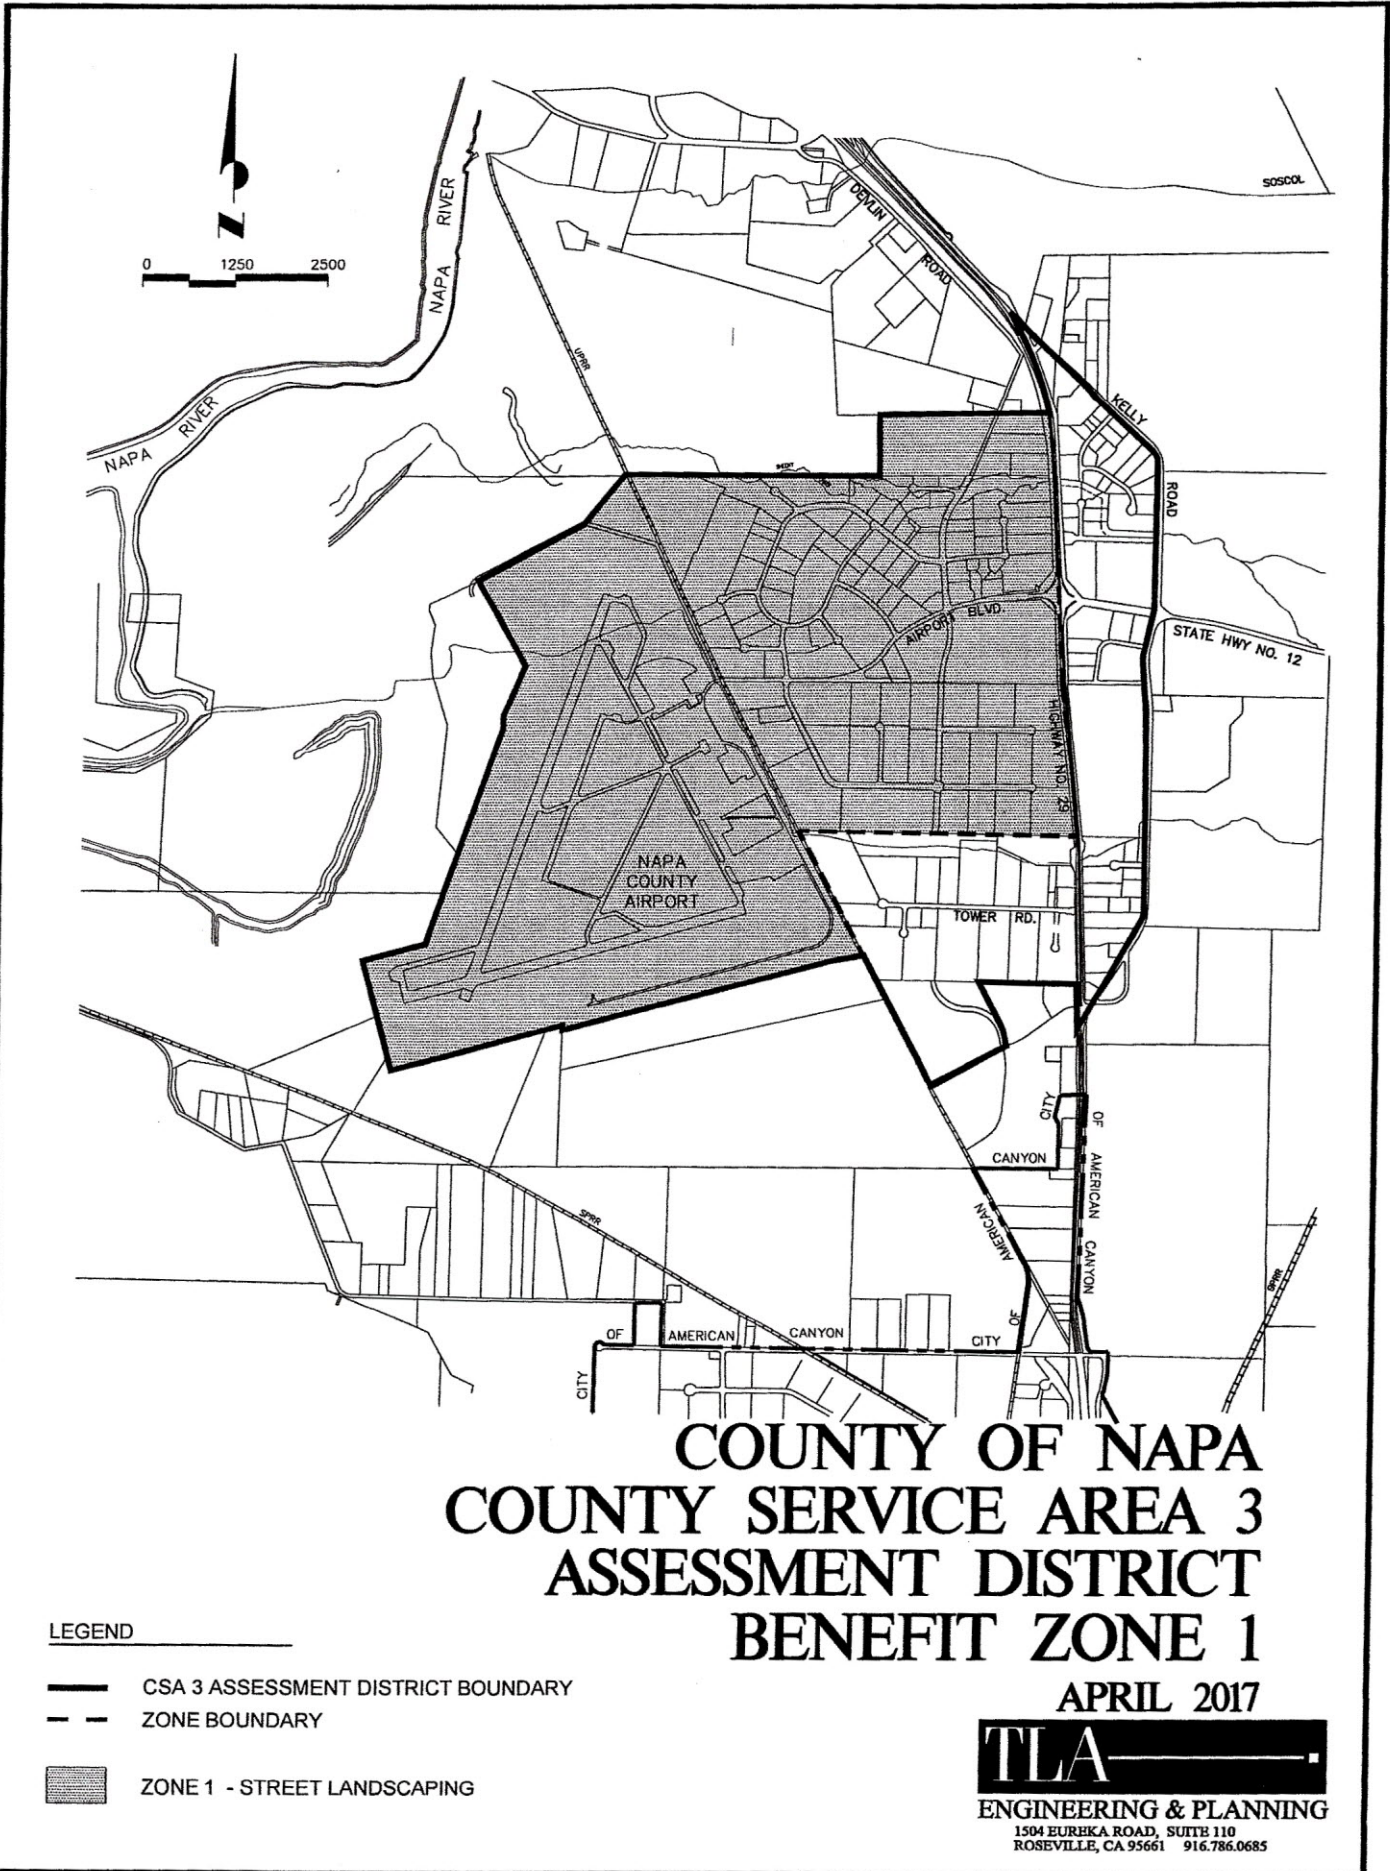 SOSCOL
NAPA RIVER
DEVLIN
ROAD
N
0 1250 2500
UPRR
NAPA RIVER
KELLY
ROAD
AIRPORT BLVD.
STATE HWY NO. 12
HIGHWAY NO. 29
NAPA
COUNTY
AIRPORT
TOWER RD.
CITY
OF AMERICAN CANYON
CANYON
AMERICAN
SPRR
OF
OF AMERICAN CANYON CITY
CITY
COUNTY OF NAPA
COUNTY SERVICE AREA 3
ASSESSMENT DISTRICT
BENEFIT ZONE 1
APRIL 2017
LEGEND
CSA 3 ASSESSMENT DISTRICT BOUNDARY
ZONE BOUNDARY
ZONE 1 - STREET LANDSCAPING
TLA
ENGINEERING & PLANNING
1504 EUREKA ROAD, SUITE 110
ROSEVILLE, CA 95661 916.786.0685